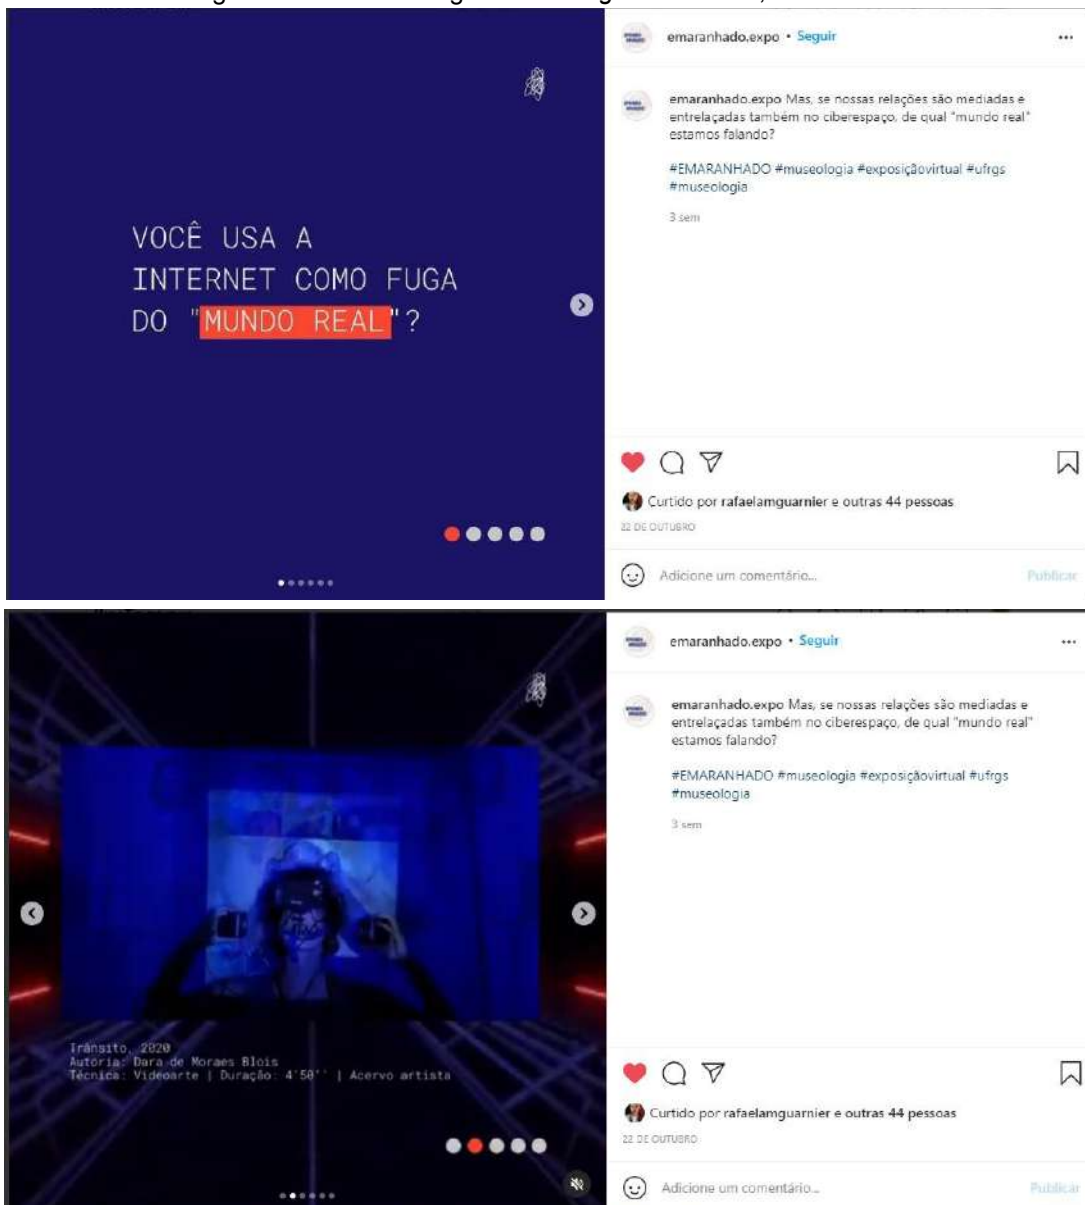 emaranhado.expo • Seguir
emaranhado.expo Mas, se nossas relações são mediadas e
entrelaçadas também no ciberespaço, de qual "mundo real"
estamos falando?
#EMARANHADO #museologia #exposiçãovirtual #ufrgs
#museologia
3 sem
VOCÊ USA A
INTERNET COMO FUGA
DO "MUNDO REAL"?
Curtido por rafaelamguarnier e outras 44 pessoas
22 DE OUTUBRO
Adicione um comentário...
Publicar
emaranhado.expo • Seguir
emaranhado.expo Mas, se nossas relações são mediadas e
entrelaçadas também no ciberespaço, de qual "mundo real"
estamos falando?
#EMARANHADO #museologia #exposiçãovirtual #ufrgs
#museologia
3 sem
Trânsito, 2020
Autoria: Dara de Moraes Blois
Técnica: Videoarte | Duração: 4'50'' | Acervo artista
Curtido por rafaelamguarnier e outras 44 pessoas
22 DE OUTUBRO
Adicione um comentário...
Publicar